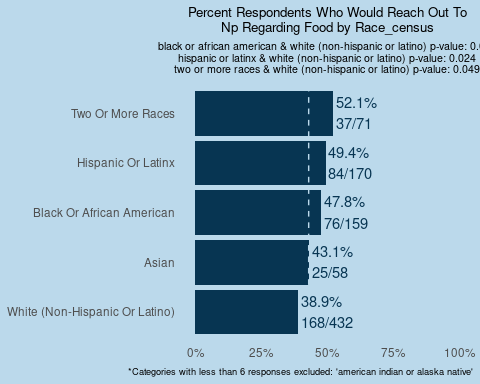 Percent Respondents Who Would Reach Out To
Np Regarding Food by Race_census
black or african american & white (non-hispanic or latino) p-value: 0.0
hispanic or latinx & white (non-hispanic or latino) p-value: 0.024
two or more races & white (non-hispanic or latino) p-value: 0.049
Two Or More Races
52.1%
37/71
Hispanic Or Latinx
49.4%
84/170
Black Or African American
47.8%
76/159
Asian
43.1%
25/58
White (Non-Hispanic Or Latino)
38.9%
168/432
0% 25% 50% 75% 100%
*Categories with less than 6 responses excluded: 'american indian or alaska native'